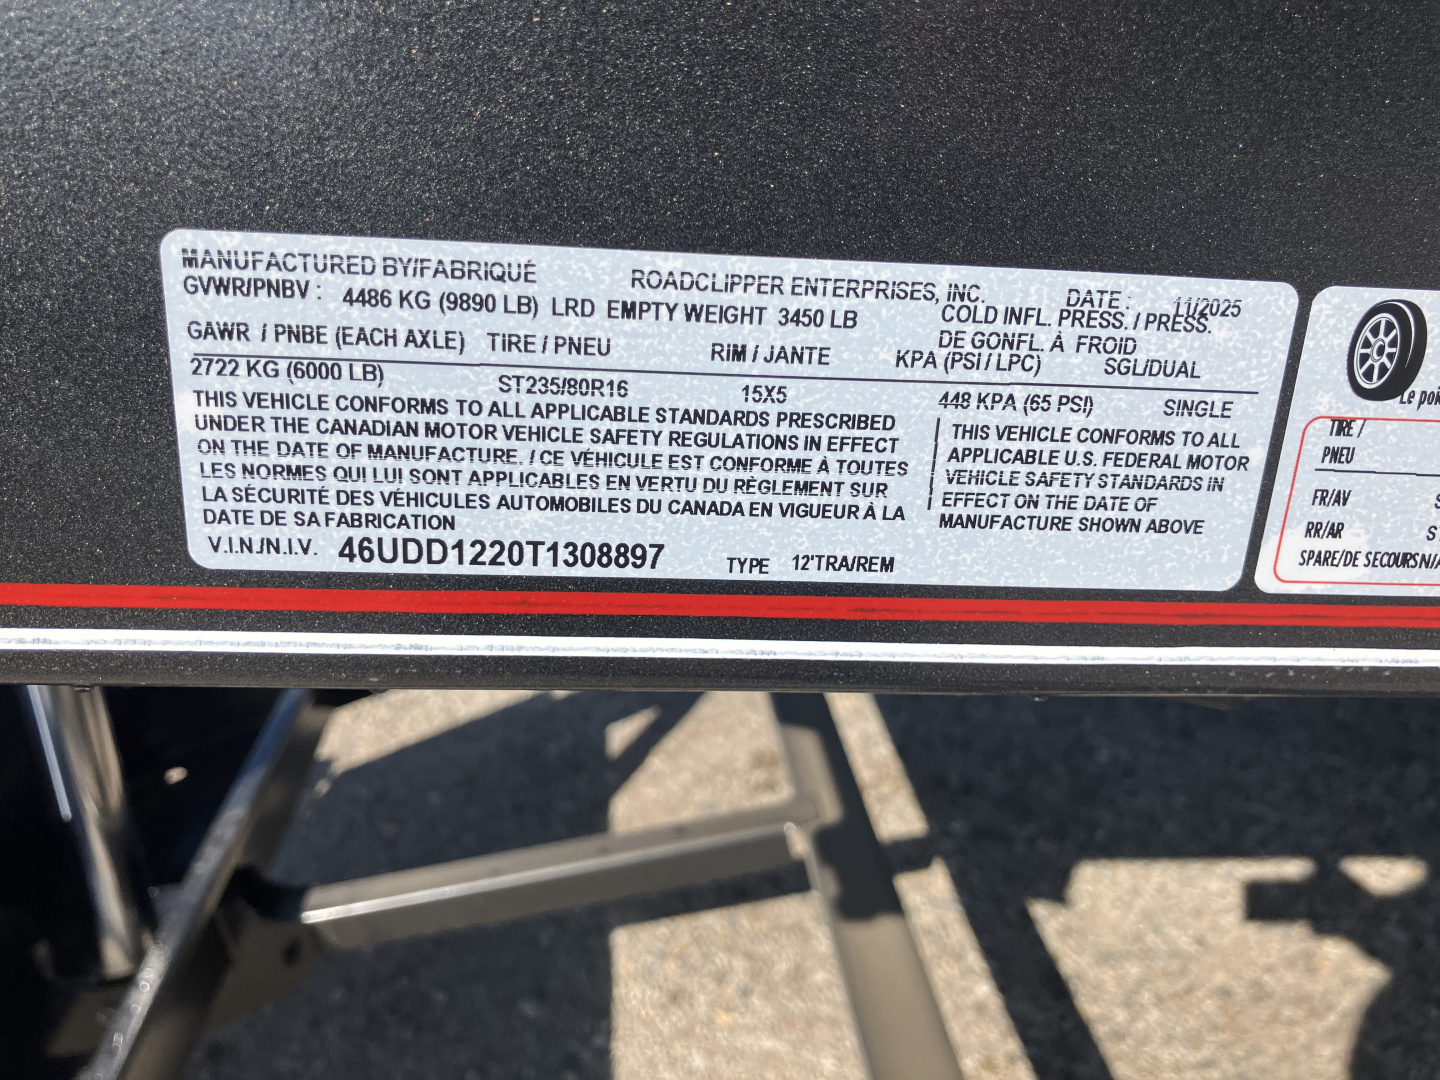 MANUFACTURED BY/FABRIQUÉ ROADCLIPPER ENTERPRISES, INC. DATE : 11/2025
GVWR/PNBV : 4486 KG (9890 LB) LRD EMPTY WEIGHT 3450 LB COLD INFL. PRESS. / PRESS.
DE GONFL. À FROID
GAWR / PNBE (EACH AXLE) TIRE / PNEU RIM / JANTE KPA (PSI / LPC) SGL/DUAL
2722 KG (6000 LB) ST235/80R16 15X5 448 KPA (65 PSI) SINGLE
THIS VEHICLE CONFORMS TO ALL APPLICABLE STANDARDS PRESCRIBED
UNDER THE CANADIAN MOTOR VEHICLE SAFETY REGULATIONS IN EFFECT
ON THE DATE OF MANUFACTURE. / CE VÉHICULE EST CONFORME À TOUTES
LES NORMES QUI LUI SONT APPLICABLES EN VERTU DU RÈGLEMENT SUR
LA SÉCURITÉ DES VÉHICULES AUTOMOBILES DU CANADA EN VIGUEUR À LA
DATE DE SA FABRICATION
THIS VEHICLE CONFORMS TO ALL
APPLICABLE U.S. FEDERAL MOTOR
VEHICLE SAFETY STANDARDS IN
EFFECT ON THE DATE OF
MANUFACTURE SHOWN ABOVE
V.I.N./N.I.V. 46UDD1220T1308897 TYPE 12'TRA/REM
Le
TIRE /
PNEU
FR/AV
RR/AR
SPARE/DE SECOURS